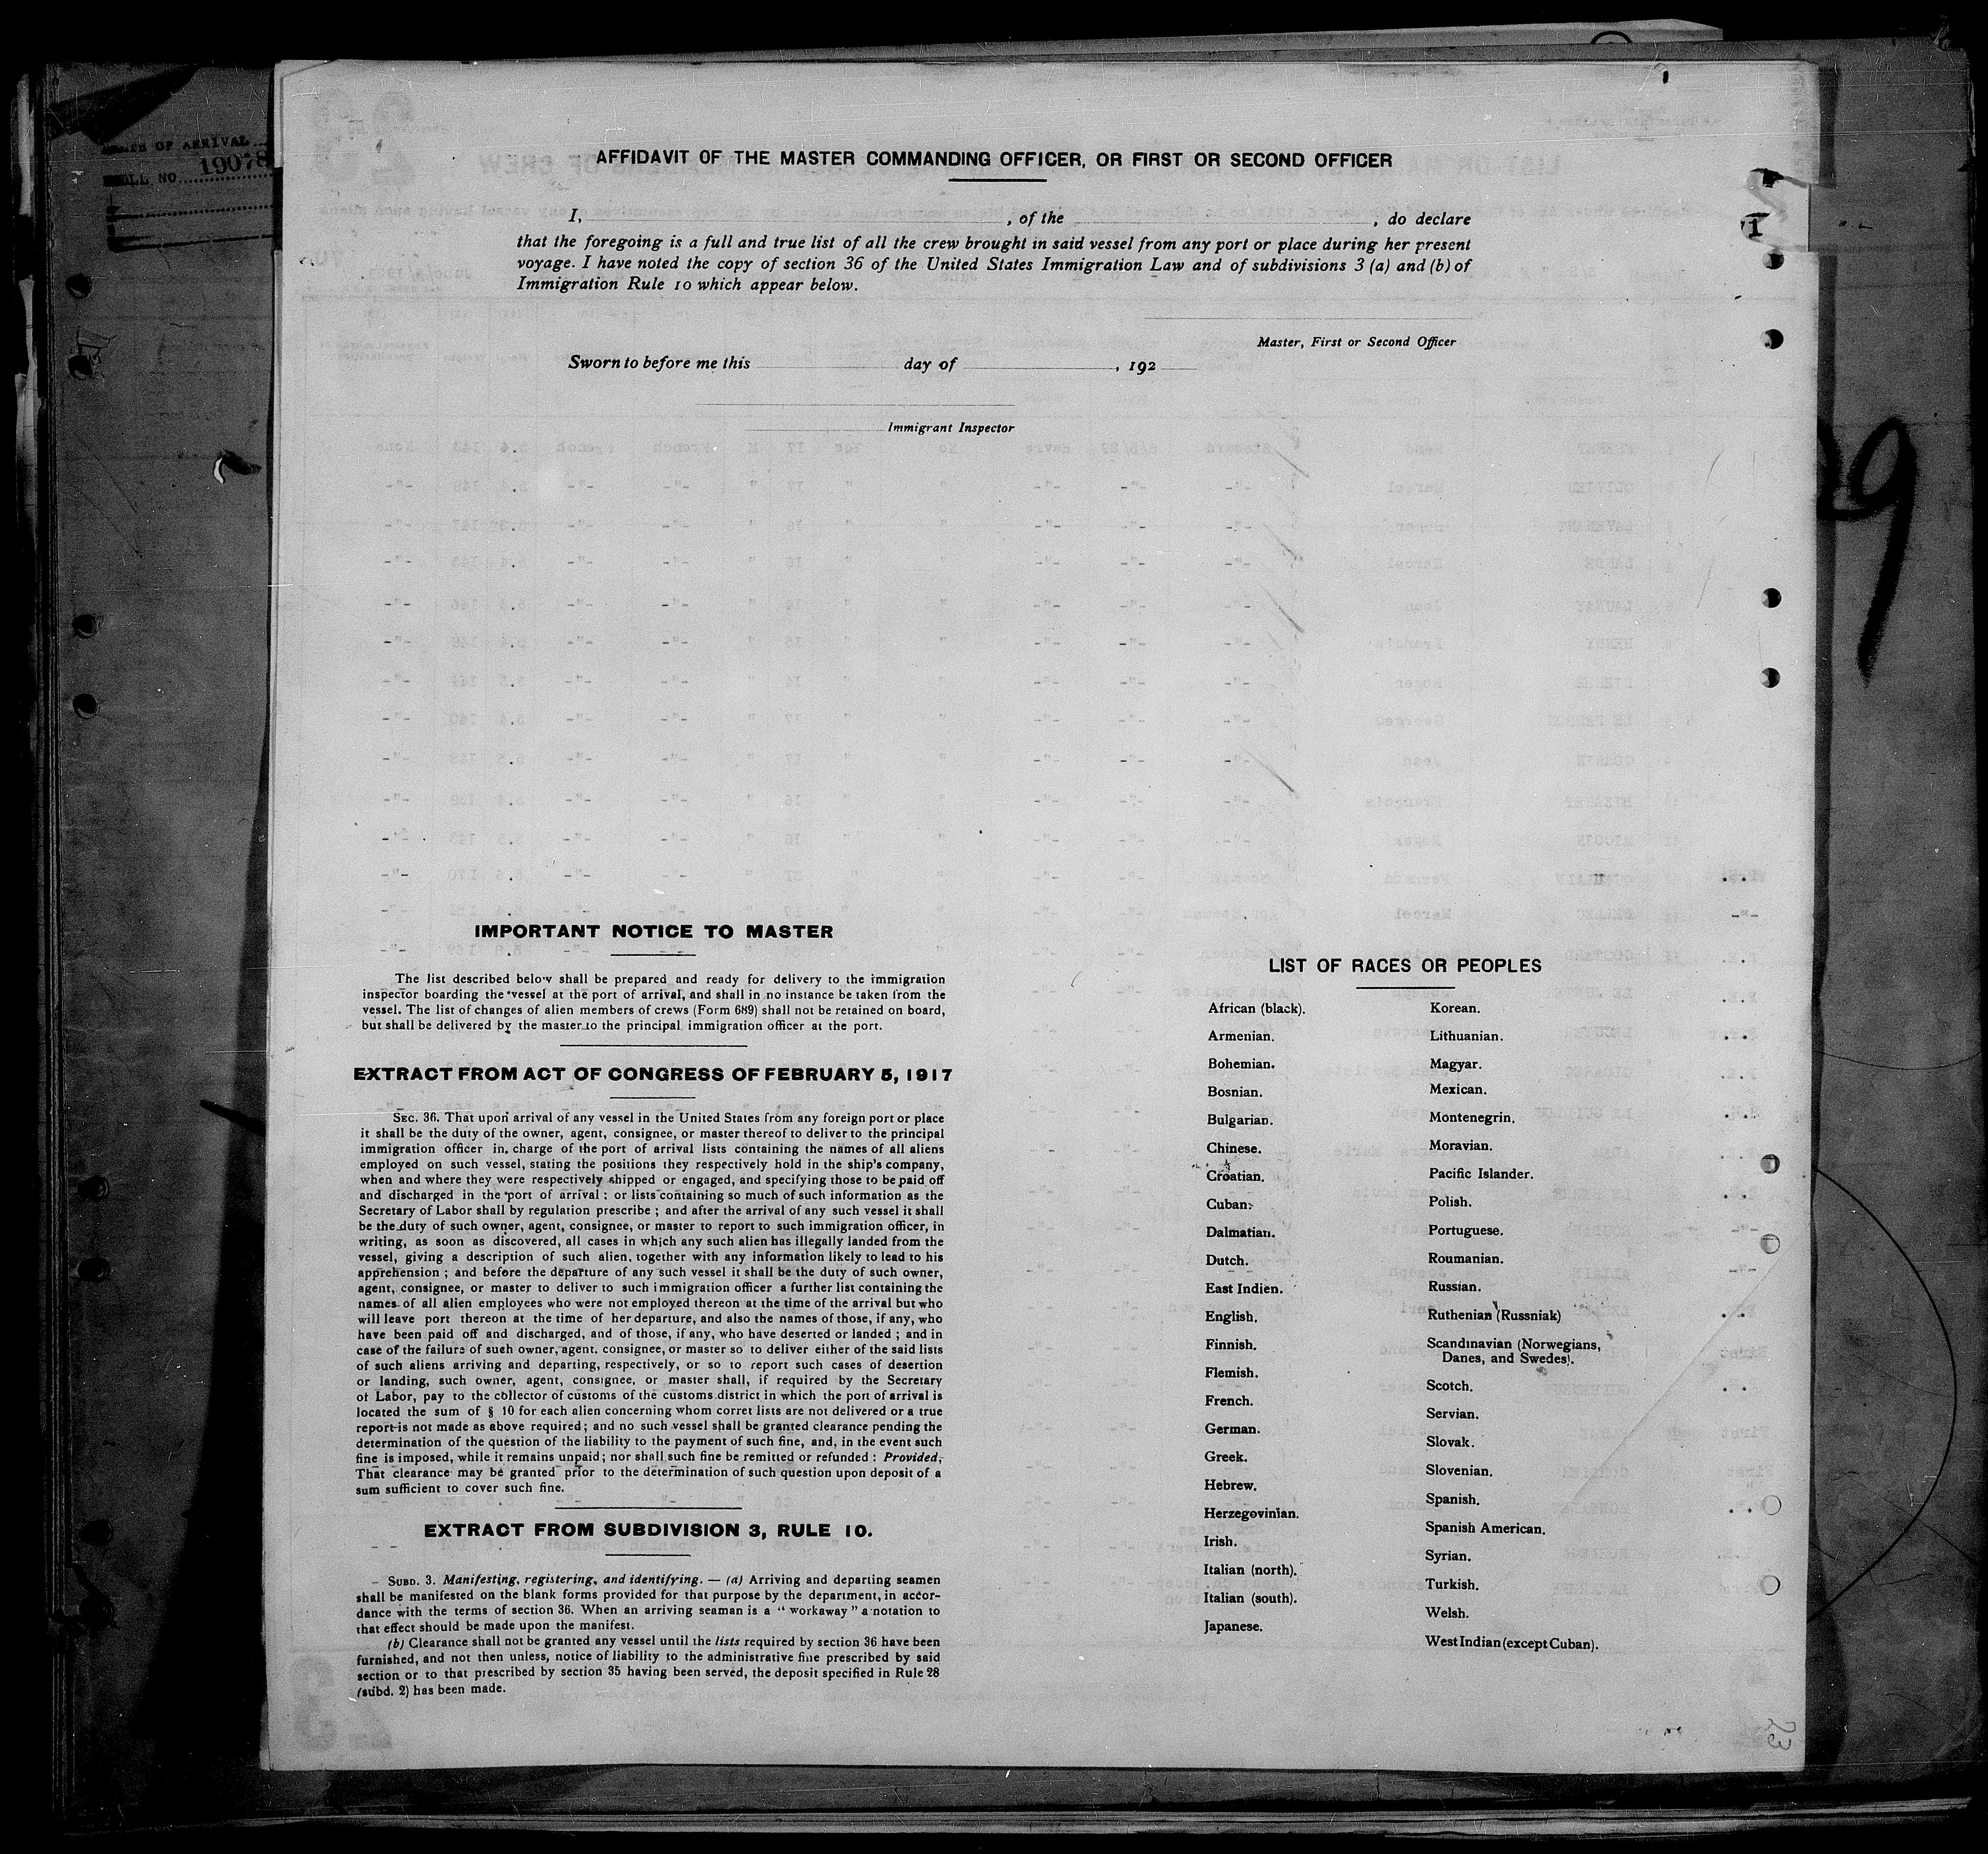 AFFIDAVIT OF THE MASTER COMMANDING OFFICER, OR FIRST OR SECOND OFFICER
I, , of the , do declare
that the foregoing is a full and true list of all the crew brought in said vessel from any port or place during her present
voyage. I have noted the copy of section 36 of the United States Immigration Law and of subdivisions 3 (a) and (b) of
Immigration Rule 10 which appear below.
Master, First or Second Officer
Sworn to before me this day of , 192
Immigrant Inspector
IMPORTANT NOTICE TO MASTER
The list described below shall be prepared and ready for delivery to the immigration
inspector boarding the vessel at the port of arrival, and shall in no instance be taken from the
vessel. The list of changes of alien members of crews (Form 689) shall not be retained on board,
but shall be delivered by the master to the principal immigration officer at the port.
EXTRACT FROM ACT OF CONGRESS OF FEBRUARY 5, 1917
SEC. 36. That upon arrival of any vessel in the United States from any foreign port or place
it shall be the duty of the owner, agent, consignee, or master thereof to deliver to the principal
immigration officer in charge of the port of arrival lists containing the names of all aliens
employed on such vessel, stating the positions they respectively hold in the ship's company,
when and where they were respectively shipped or engaged, and specifying those to be paid off
and discharged in the port of arrival ; or lists containing so much of such information as the
Secretary of Labor shall by regulation prescribe ; and after the arrival of any such vessel it shall
be the duty of such owner, agent, consignee, or master to report to such immigration officer, in
writing, as soon as discovered, all cases in which any such alien has illegally landed from the
vessel, giving a description of such alien, together with any information likely to lead to his
apprehension ; and before the departure of any such vessel it shall be the duty of such owner,
agent, consignee, or master to deliver to such immigration officer a further list containing the
names of all alien employees who were not employed thereon at the time of the arrival but who
will leave port thereon at the time of her departure, and also the names of those, if any, who
have been paid off and discharged, and of those, if any, who have deserted or landed ; and in
case of the failure of such owner, agent, consignee, or master so to deliver either of the said lists
of such aliens arriving and departing, respectively, or so to report such cases of desertion
or landing, such owner, agent, consignee, or master shall, if required by the Secretary
of Labor, pay to the collector of customs of the customs district in which the port of arrival is
located the sum of § 10 for each alien concerning whom corret lists are not delivered or a true
report is not made as above required ; and no such vessel shall be granted clearance pending the
determination of the question of the liability to the payment of such fine, and, in the event such
fine is imposed, while it remains unpaid ; nor shall such fine be remitted or refunded : Provided,
That clearance may be granted prior to the determination of such question upon deposit of a
sum sufficient to cover such fine.
EXTRACT FROM SUBDIVISION 3, RULE 10.
SUBD. 3. Manifesting, registering, and identifying. — (a) Arriving and departing seamen
shall be manifested on the blank forms provided for that purpose by the department, in accor-
dance with the terms of section 36. When an arriving seaman is a "workaway" a notation to
that effect should be made upon the manifest.
(b) Clearance shall not be granted any vessel until the lists required by section 36 have been
furnished, and not then unless, notice of liability to the administrative fine prescribed by said
section or to that prescribed by section 35 having been served, the deposit specified in Rule 28
(subd. 2) has been made.
LIST OF RACES OR PEOPLES
African (black).
Armenian.
Bohemian.
Bosnian.
Bulgarian.
Chinese.
Croatian.
Cuban.
Dalmatian.
Dutch.
East Indien.
English.
Finnish.
Flemish.
French.
German.
Greek.
Hebrew.
Herzegovinian.
Irish.
Italian (north).
Italian (south).
Japanese.
Korean.
Lithuanian.
Magyar.
Mexican.
Montenegrin.
Moravian.
Pacific Islander.
Polish.
Portuguese.
Roumanian.
Russian.
Ruthenian (Russniak)
Scandinavian (Norwegians,
Danes, and Swedes).
Scotch.
Servian.
Slovak.
Slovenian.
Spanish.
Spanish American.
Syrian.
Turkish.
Welsh.
West Indian (except Cuban).
OF ARRIVAL
NO. 19078